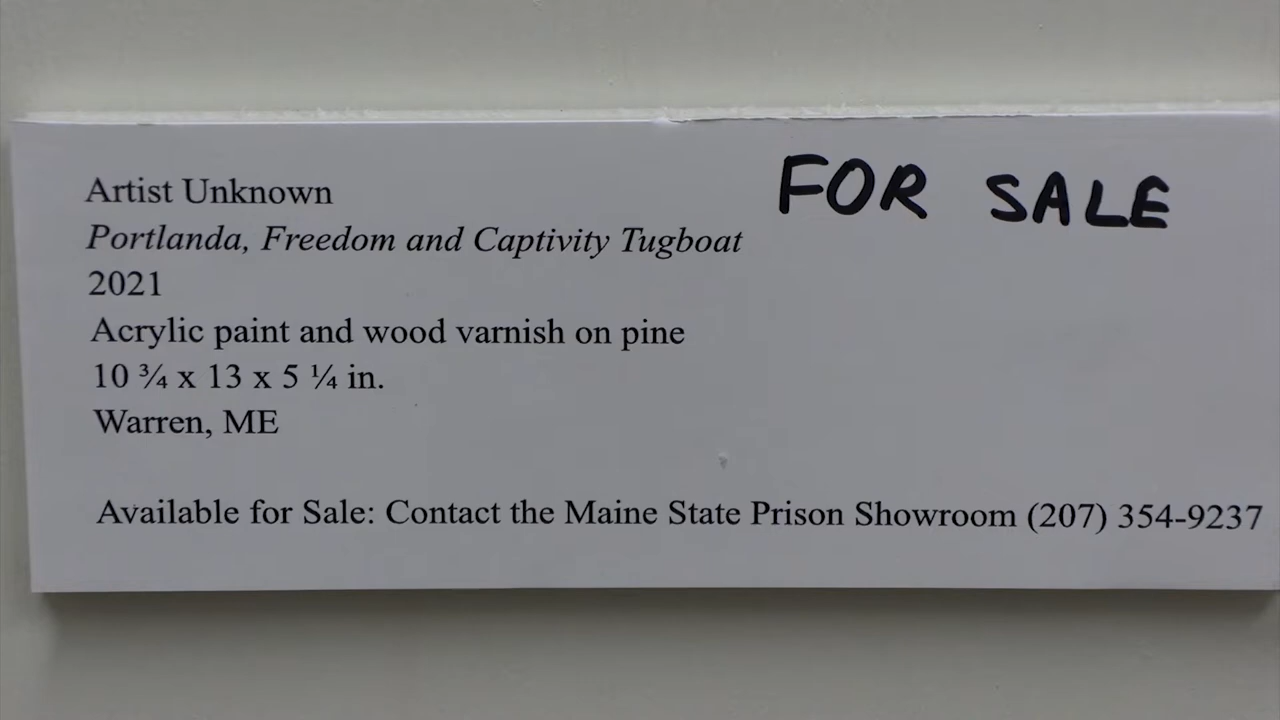 Artist Unknown
FOR SALE
Portlanda, Freedom and Captivity Tugboat
2021
Acrylic paint and wood varnish on pine
10 ¾ x 13 x 5 ¼ in.
Warren, ME
Available for Sale: Contact the Maine State Prison Showroom (207) 354-9237